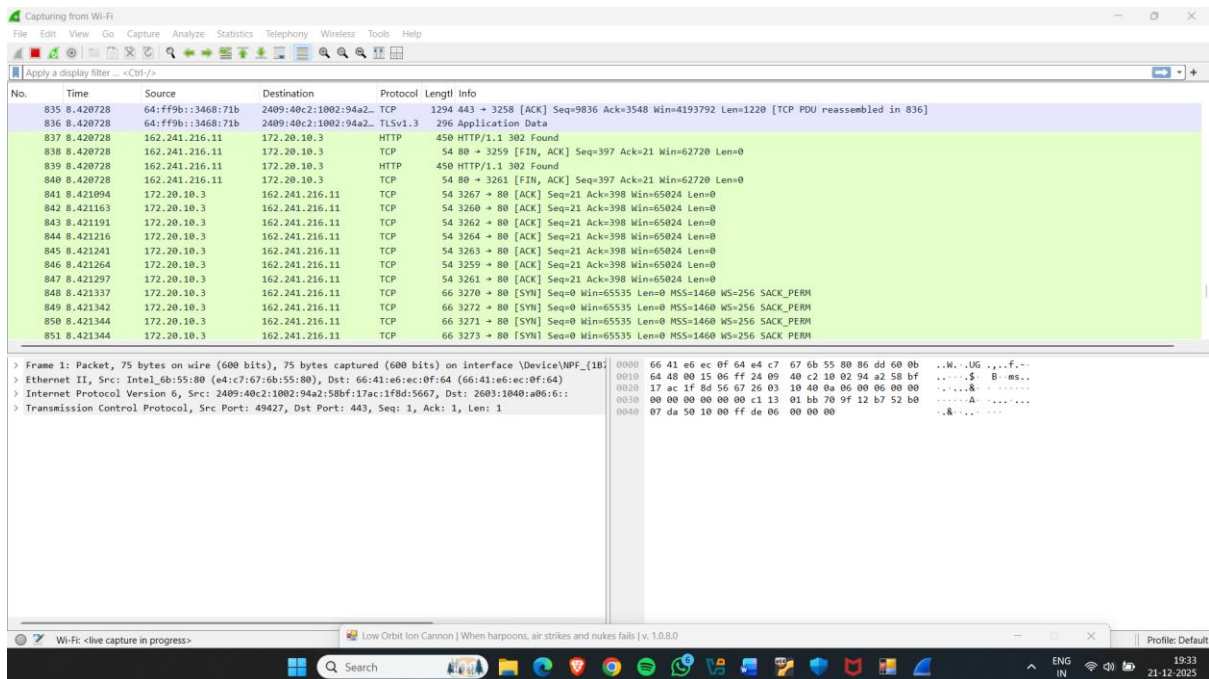 Capturing from Wi-Fi
File Edit View Go Capture Analyze Statistics Telephony Wireless Tools Help
Apply a display filter ... <Ctrl-/>
No. Time Source Destination Protocol Lengtl Info
835 8.420728 64:ff9b::3468:71b 2409:40c2:1002:94a2… TCP 1294 443 → 3258 [ACK] Seq=9836 Ack=3548 Win=4193792 Len=1220 [TCP PDU reassembled in 836]
836 8.420728 64:ff9b::3468:71b 2409:40c2:1002:94a2… TLSv1.3 296 Application Data
837 8.420728 162.241.216.11 172.20.10.3 HTTP 450 HTTP/1.1 302 Found
838 8.420728 162.241.216.11 172.20.10.3 TCP 54 80 → 3259 [FIN, ACK] Seq=397 Ack=21 Win=62720 Len=0
839 8.420728 162.241.216.11 172.20.10.3 HTTP 450 HTTP/1.1 302 Found
840 8.420728 162.241.216.11 172.20.10.3 TCP 54 80 → 3261 [FIN, ACK] Seq=397 Ack=21 Win=62720 Len=0
841 8.421094 172.20.10.3 162.241.216.11 TCP 54 3267 → 80 [ACK] Seq=21 Ack=398 Win=65024 Len=0
842 8.421163 172.20.10.3 162.241.216.11 TCP 54 3260 → 80 [ACK] Seq=21 Ack=398 Win=65024 Len=0
843 8.421191 172.20.10.3 162.241.216.11 TCP 54 3262 → 80 [ACK] Seq=21 Ack=398 Win=65024 Len=0
844 8.421216 172.20.10.3 162.241.216.11 TCP 54 3264 → 80 [ACK] Seq=21 Ack=398 Win=65024 Len=0
845 8.421241 172.20.10.3 162.241.216.11 TCP 54 3263 → 80 [ACK] Seq=21 Ack=398 Win=65024 Len=0
846 8.421264 172.20.10.3 162.241.216.11 TCP 54 3259 → 80 [ACK] Seq=21 Ack=398 Win=65024 Len=0
847 8.421297 172.20.10.3 162.241.216.11 TCP 54 3261 → 80 [ACK] Seq=21 Ack=398 Win=65024 Len=0
848 8.421337 172.20.10.3 162.241.216.11 TCP 66 3270 → 80 [SYN] Seq=0 Win=65535 Len=0 MSS=1460 WS=256 SACK_PERM
849 8.421342 172.20.10.3 162.241.216.11 TCP 66 3272 → 80 [SYN] Seq=0 Win=65535 Len=0 MSS=1460 WS=256 SACK_PERM
850 8.421344 172.20.10.3 162.241.216.11 TCP 66 3271 → 80 [SYN] Seq=0 Win=65535 Len=0 MSS=1460 WS=256 SACK_PERM
851 8.421344 172.20.10.3 162.241.216.11 TCP 66 3273 → 80 [SYN] Seq=0 Win=65535 Len=0 MSS=1460 WS=256 SACK_PERM
> Frame 1: Packet, 75 bytes on wire (600 bits), 75 bytes captured (600 bits) on interface \Device\NPF_{1B
> Ethernet II, Src: Intel_6b:55:80 (e4:c7:67:6b:55:80), Dst: 66:41:e6:ec:0f:64 (66:41:e6:ec:0f:64)
> Internet Protocol Version 6, Src: 2409:40c2:1002:94a2:58bf:17ac:1f8d:5667, Dst: 2603:1040:a06:6::
> Transmission Control Protocol, Src Port: 49427, Dst Port: 443, Seq: 1, Ack: 1, Len: 1
0000 66 41 e6 ec 0f 64 e4 c7 67 6b 55 80 86 dd 60 0b
0010 64 48 00 15 06 ff 24 09 40 c2 10 02 94 a2 58 bf
0020 17 ac 1f 8d 56 67 26 03 10 40 0a 06 00 06 00 00
0030 00 00 00 00 00 00 c1 13 01 bb 70 9f 12 b7 52 b0
0040 07 da 50 10 00 ff de 06 00 00 00
Wi-Fi: <live capture in progress>
Low Orbit Ion Cannon | When harpoons, air strikes and nukes fails | v. 1.0.8.0
Profile: Default
Search
ENG
IN
19:33
21-12-2025